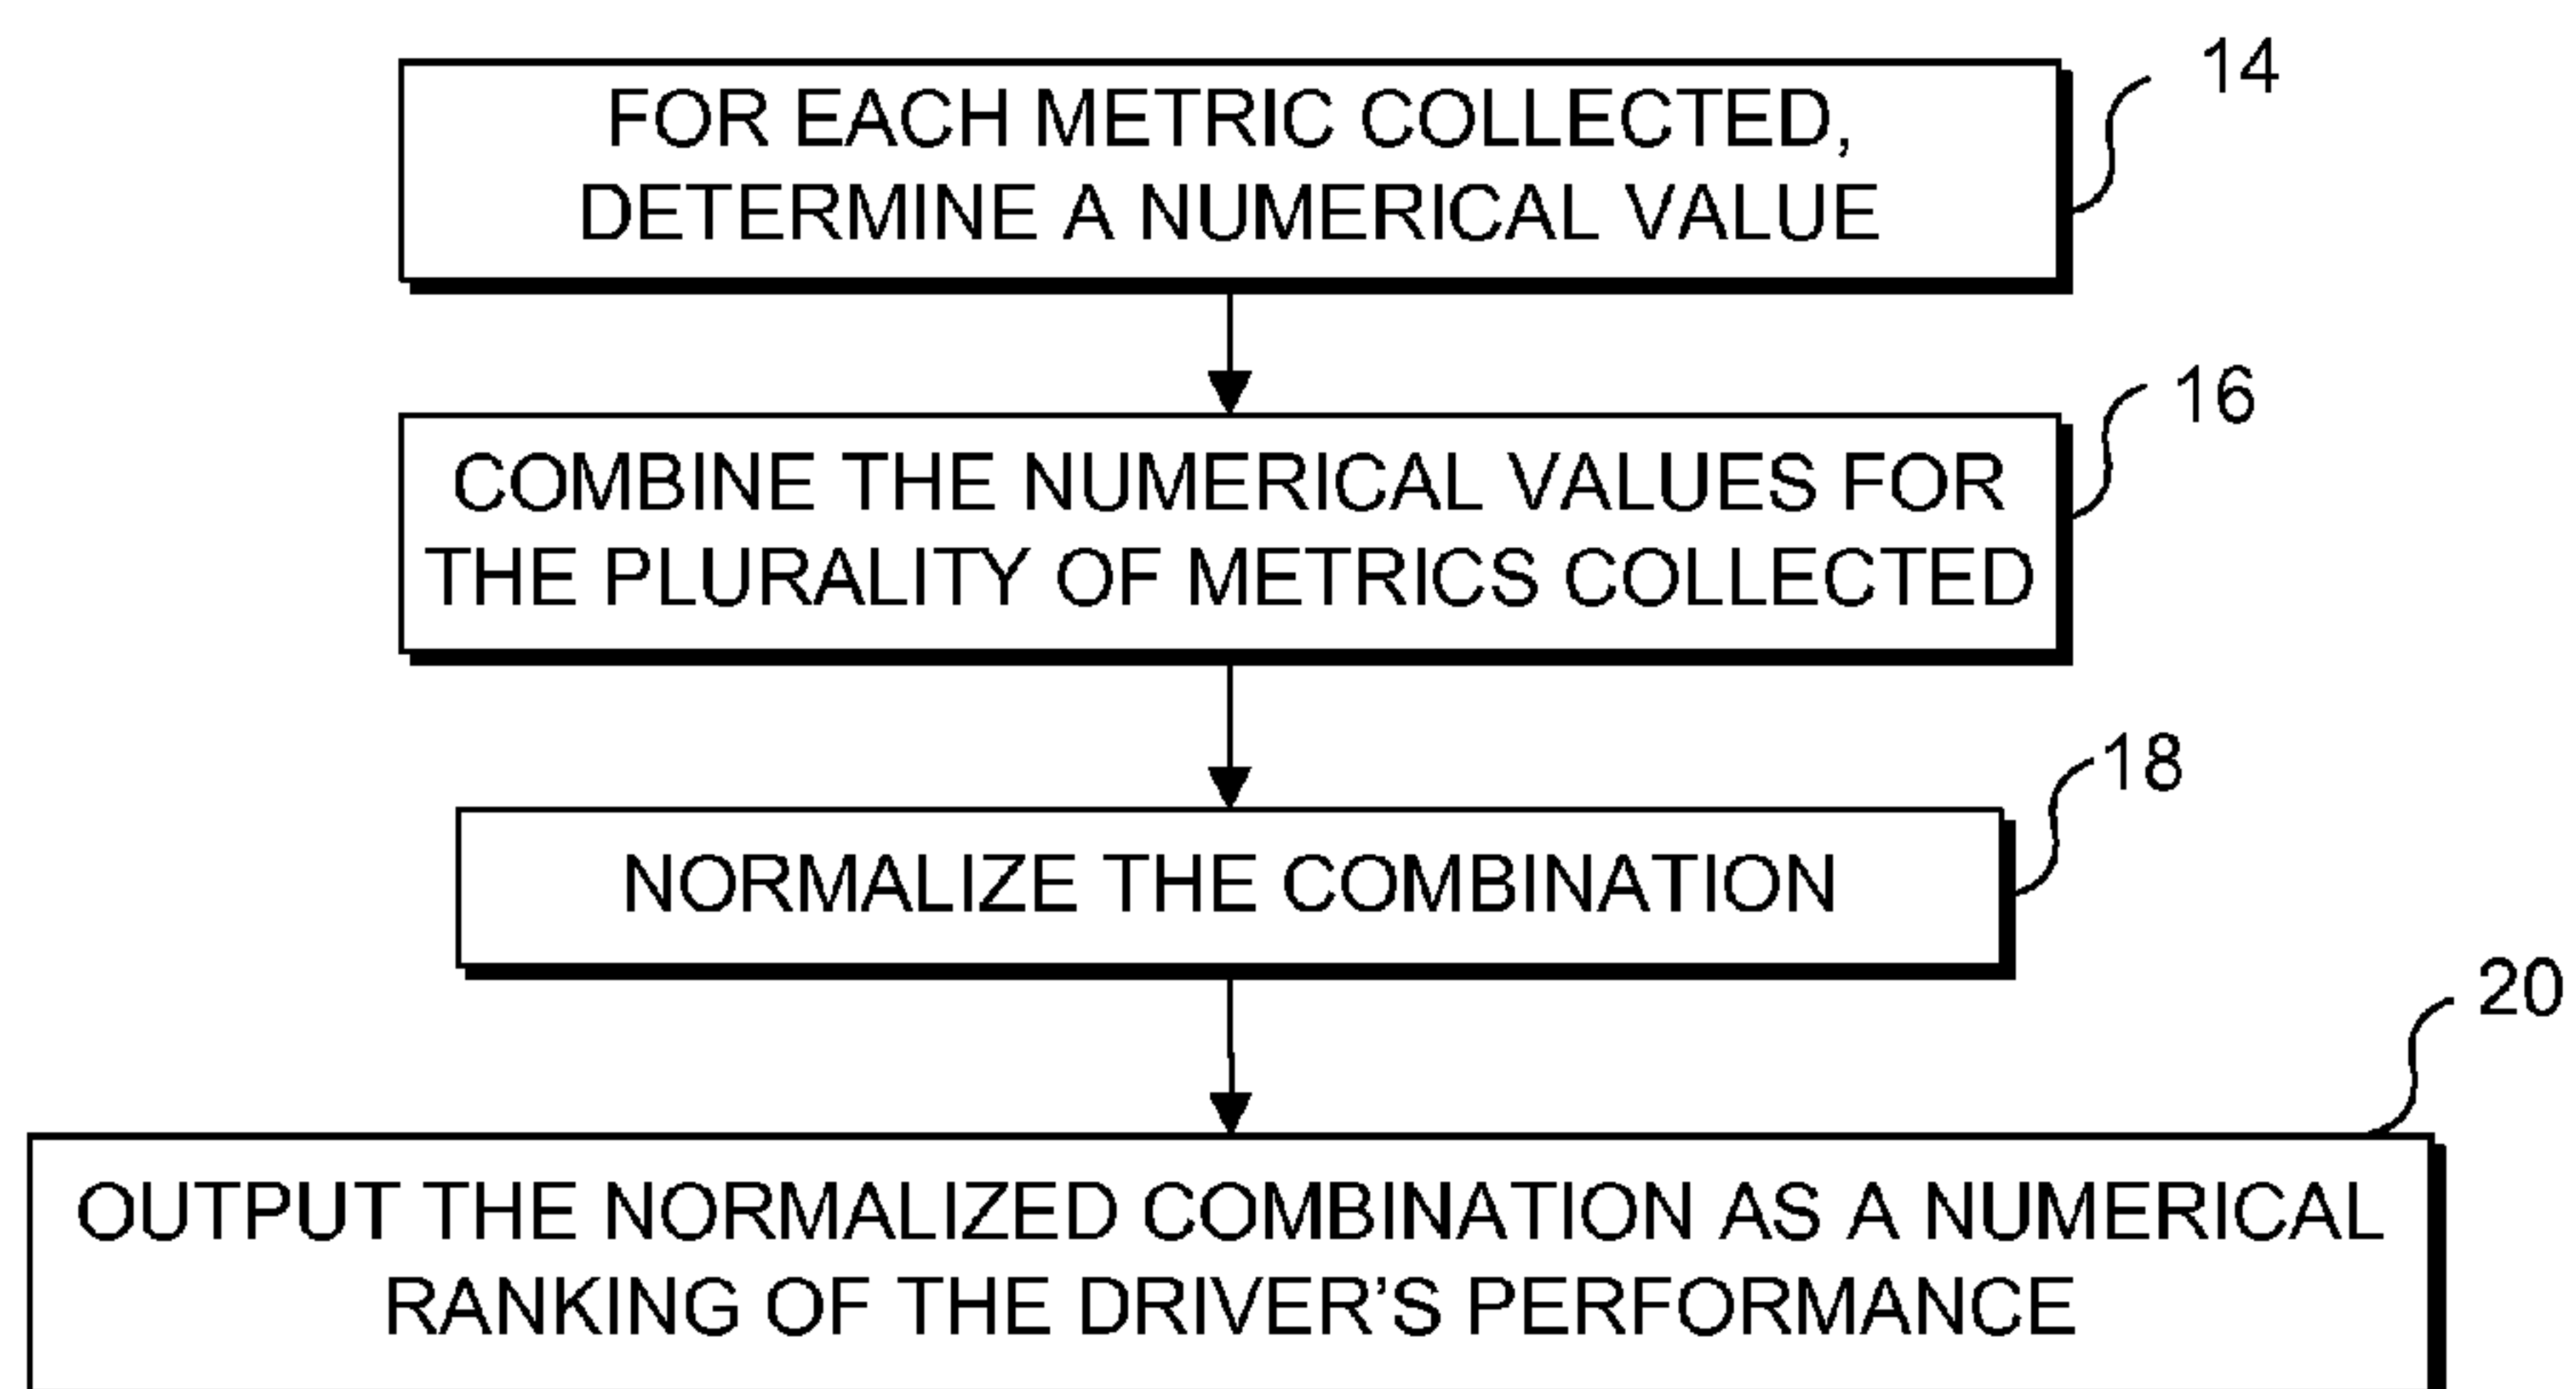 14
FOR EACH METRIC COLLECTED,
DETERMINE A NUMERICAL VALUE
16
COMBINE THE NUMERICAL VALUES FOR
THE PLURALITY OF METRICS COLLECTED
18
NORMALIZE THE COMBINATION
20
OUTPUT THE NORMALIZED COMBINATION AS A NUMERICAL
RANKING OF THE DRIVER’S PERFORMANCE